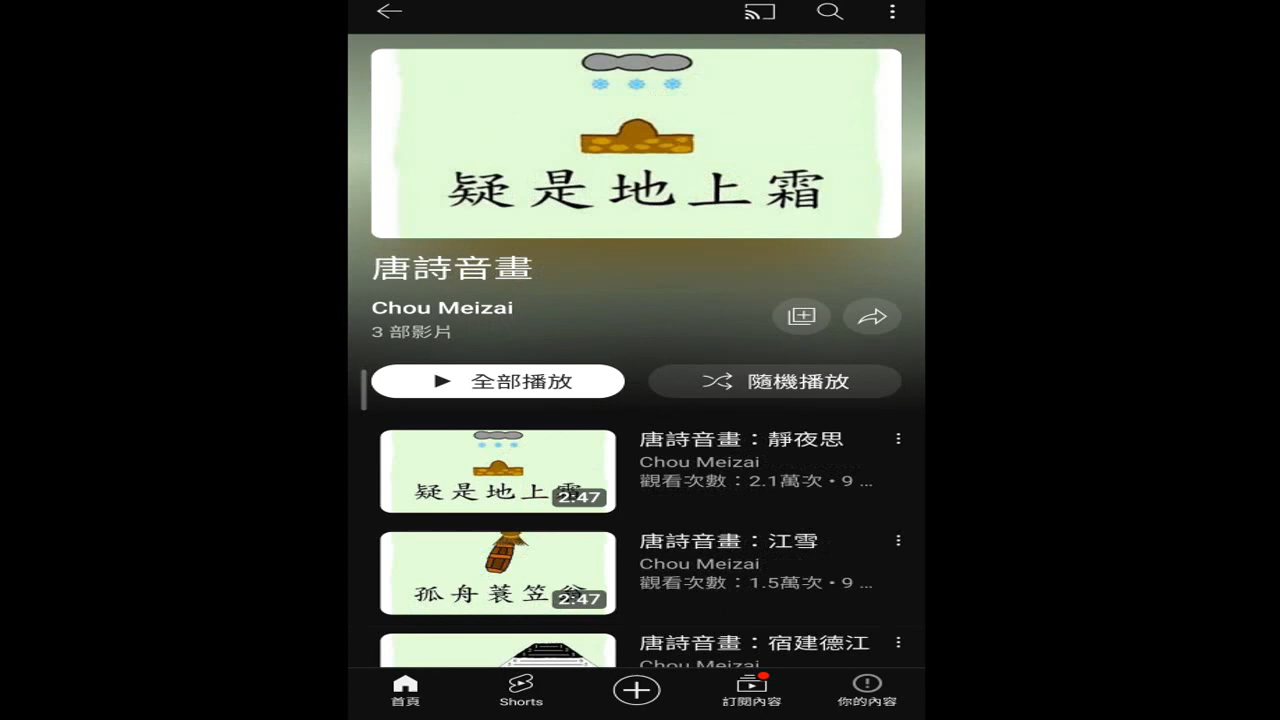 疑是地上霜
唐詩音畫
Chou Meizai
3 部影片
全部播放
隨機播放
疑是地上霜
2:47
唐詩音畫：靜夜思
Chou Meizai
觀看次數：2.1萬次 • 9 ...
孤舟蓑笠翁
2:47
唐詩音畫：江雪
Chou Meizai
觀看次數：1.5萬次 • 9 ...
唐詩音畫：宿建德江
Chou Meizai
首頁
Shorts
訂閱內容
你的內容